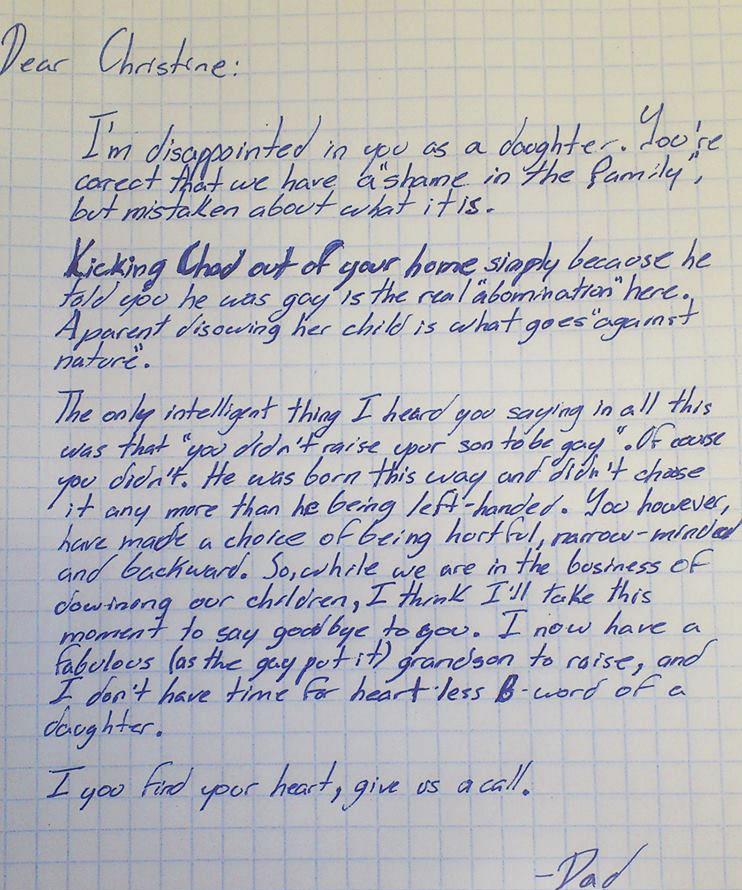 Dear Christine:
I'm disappointed in you as a daughter. You're
corect that we have a "shame in the family",
but mistaken about what it is.
Kicking Chad out of your home simply because he
told you he was gay is the real "abomination" here.
A parent disowing her child is what goes "against
nature".
The only intelligent thing I heard you saying in all this
was that "you didn't raise your son to be gay". Of couse
you didn't. He was born this way and didn't choose
it any more than he being left-handed. You however,
have made a choice of being hurtful, narrow-minded
and backward. So, while we are in the business of
dowinong our children, I think I'll take this
moment to say goodbye to you. I now have a
fabulous (as the gay put it) grandson to raise, and
I don't have time for heart-less B-word of a
daughter.
I you find your heart, give us a call.
-Dad